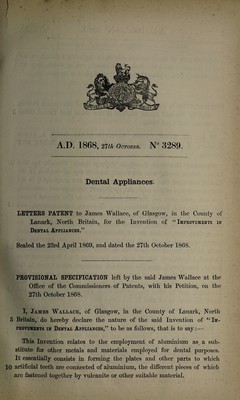 A.D. 1868, 27th October. N° 3289.
Dental Appliances.
LETTERS PATENT to James Wallace, of Glasgow, in the County of
Lanark, North Britain, for the Invention of "Improvements in
Dental Appliances."
Sealed the 23rd April 1869, and dated the 27th October 1868.
PROVISIONAL SPECIFICATION left by the said James Wallace at the
Office of the Commissioners of Patents, with his Petition, on the
27th October 1868.
I, James Wallace, of Glasgow, in the County of Lanark, North
5 Britain, do hereby declare the nature of the said Invention of "Im-
provements in Dental Appliances," to be as follows, that is to say:—
This Invention relates to the employment of aluminium as a sub-
stitute for other metals and materials employed for dental purposes.
It essentially consists in forming the plates and other parts to which
10 artificial teeth are connected of aluminium, the different pieces of which
are fastened together by vulcanite or other suitable material.